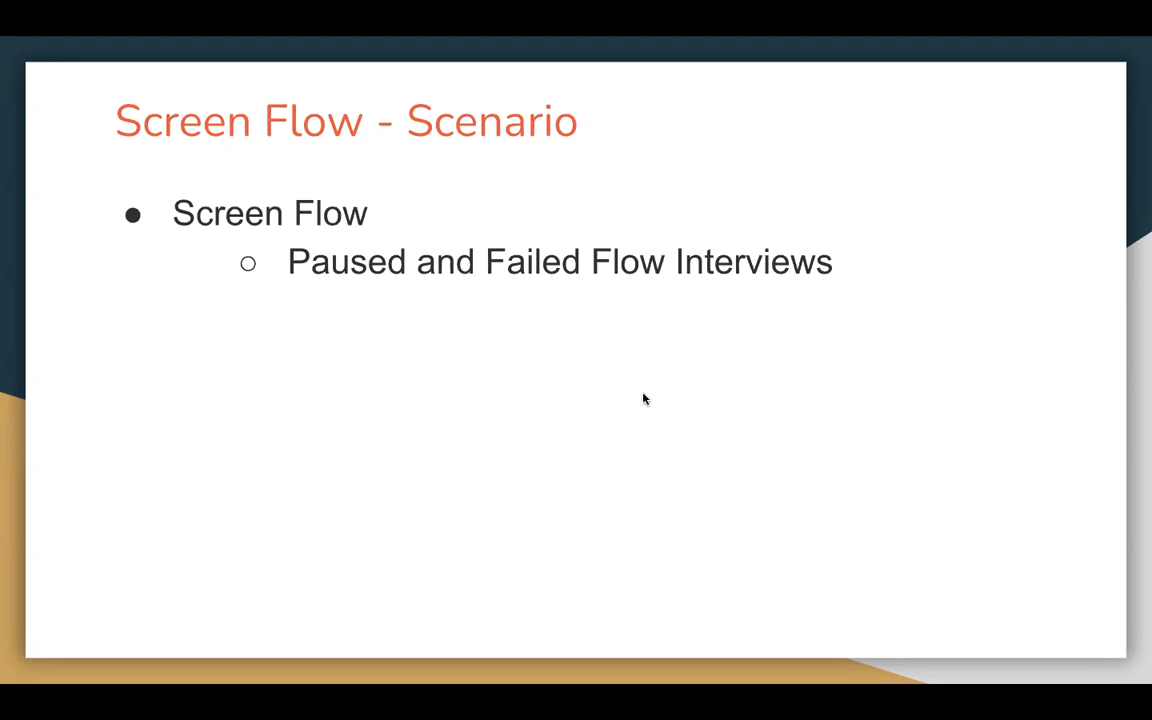 Screen Flow - Scenario
● Screen Flow
○ Paused and Failed Flow Interviews